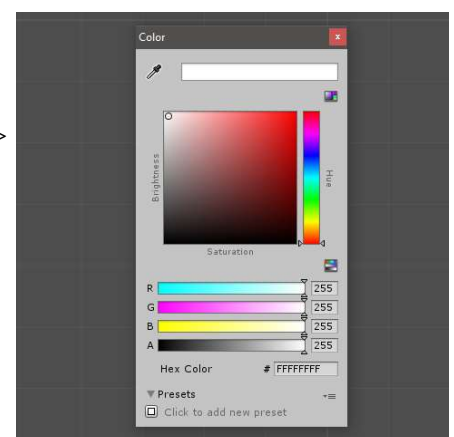 Color
x
>
Brightness
Hue
Saturation
R 255
G 255
B 255
A 255
Hex Color # FFFFFFFF
Presets
Click to add new preset